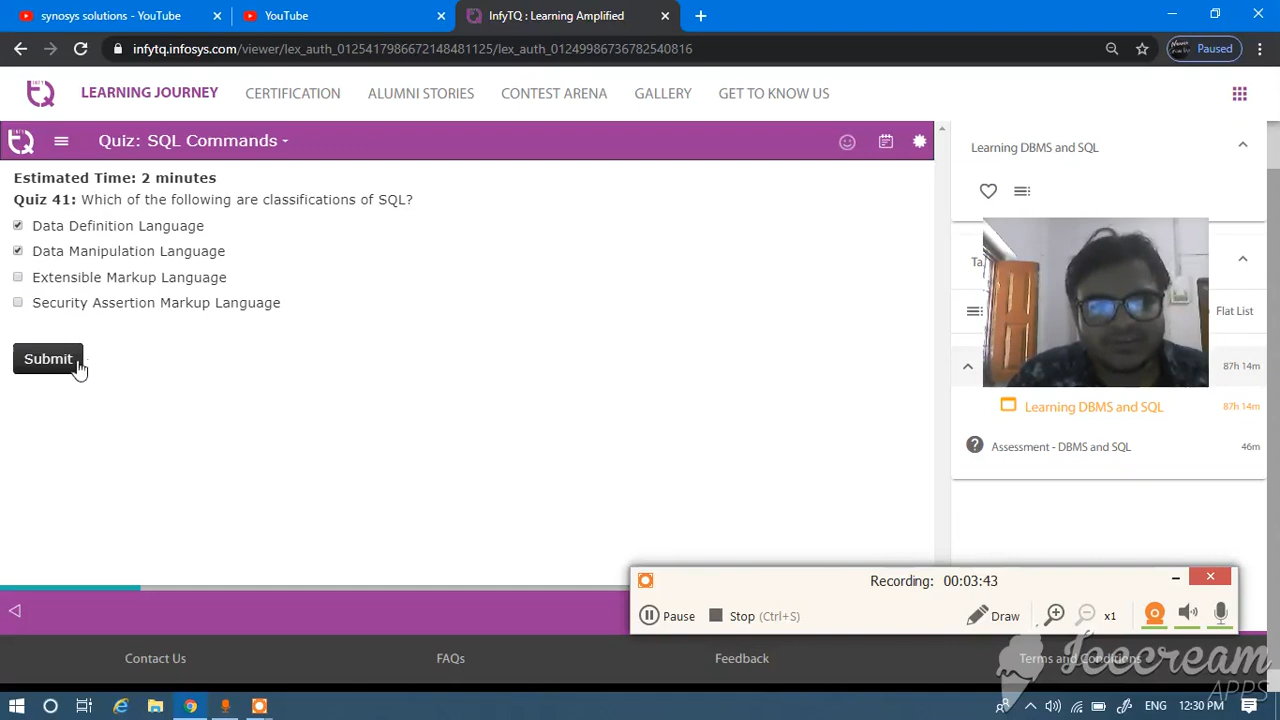 synosys solutions - YouTube
YouTube
InfyTQ : Learning Amplified
infytq.infosys.com/viewer/lex_auth_0125417986672148481125/lex_auth_01249986736782540816
Paused
LEARNING JOURNEY
CERTIFICATION
ALUMNI STORIES
CONTEST ARENA
GALLERY
GET TO KNOW US
Quiz: SQL Commands
Learning DBMS and SQL
Estimated Time: 2 minutes
Quiz 41: Which of the following are classifications of SQL?
Data Definition Language
Data Manipulation Language
Extensible Markup Language
Security Assertion Markup Language
Submit
Flat List
87h 14m
Learning DBMS and SQL
87h 14m
Assessment - DBMS and SQL
46m
Recording: 00:03:43
Pause
Stop (Ctrl+S)
Draw
x1
Contact Us
FAQs
Feedback
Terms and Conditions
Icecream
APPS
ENG
12:30 PM